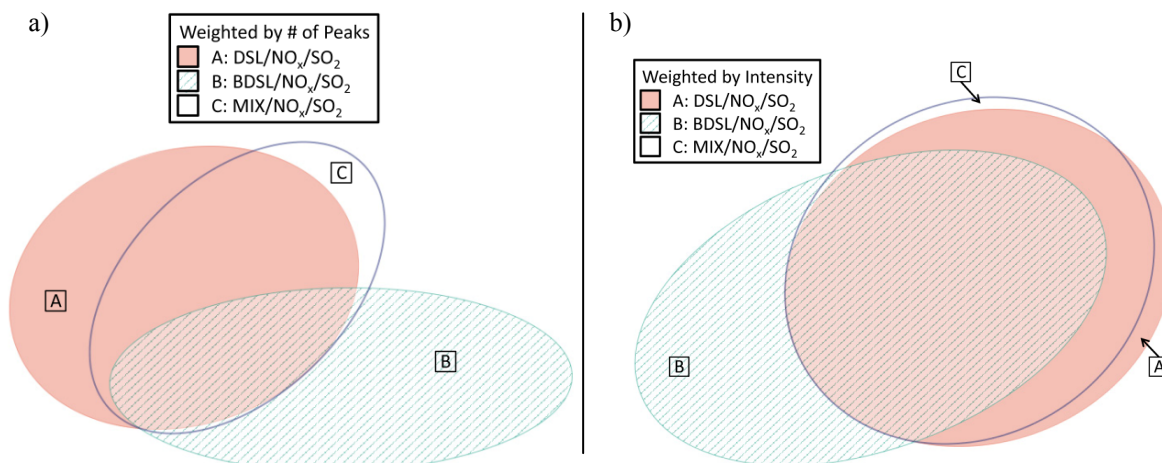 a)
Weighted by # of Peaks
A: DSL/NOₓ/SO₂
B: BDSL/NOₓ/SO₂
C: MIX/NOₓ/SO₂
C
A
B
b)
Weighted by Intensity
A: DSL/NOₓ/SO₂
B: BDSL/NOₓ/SO₂
C: MIX/NOₓ/SO₂
C
B
A